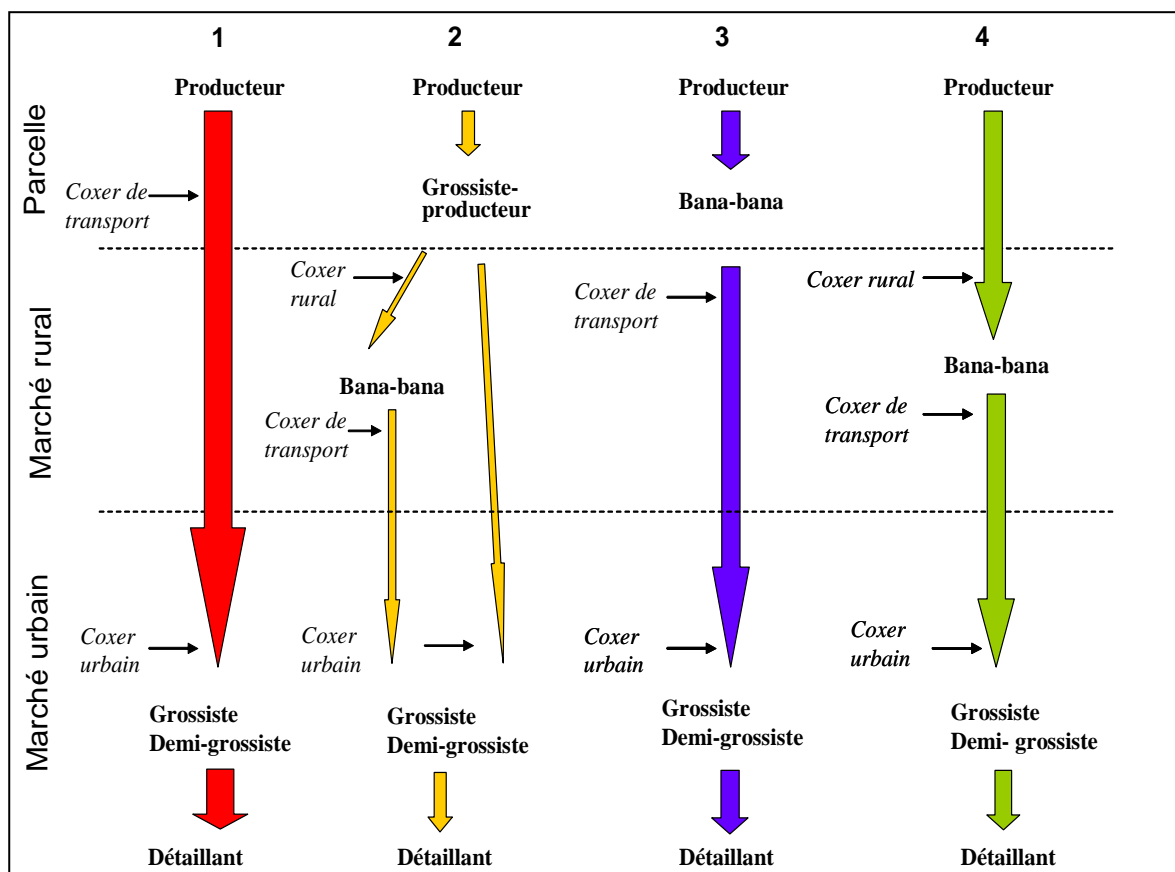 1
2
3
4
Parcelle
Producteur
Producteur
Producteur
Producteur
Coxer de
transport
Grossiste-
producteur
Bana-bana
Marché rural
Coxer
rural
Coxer de
transport
Coxer rural
Bana-bana
Bana-bana
Coxer de
transport
Coxer de
transport
Marché urbain
Coxer
urbain
Coxer
urbain
Coxer
urbain
Coxer
urbain
Grossiste
Demi-grossiste
Grossiste
Demi-grossiste
Grossiste
Demi-grossiste
Grossiste
Demi- grossiste
Détaillant
Détaillant
Détaillant
Détaillant